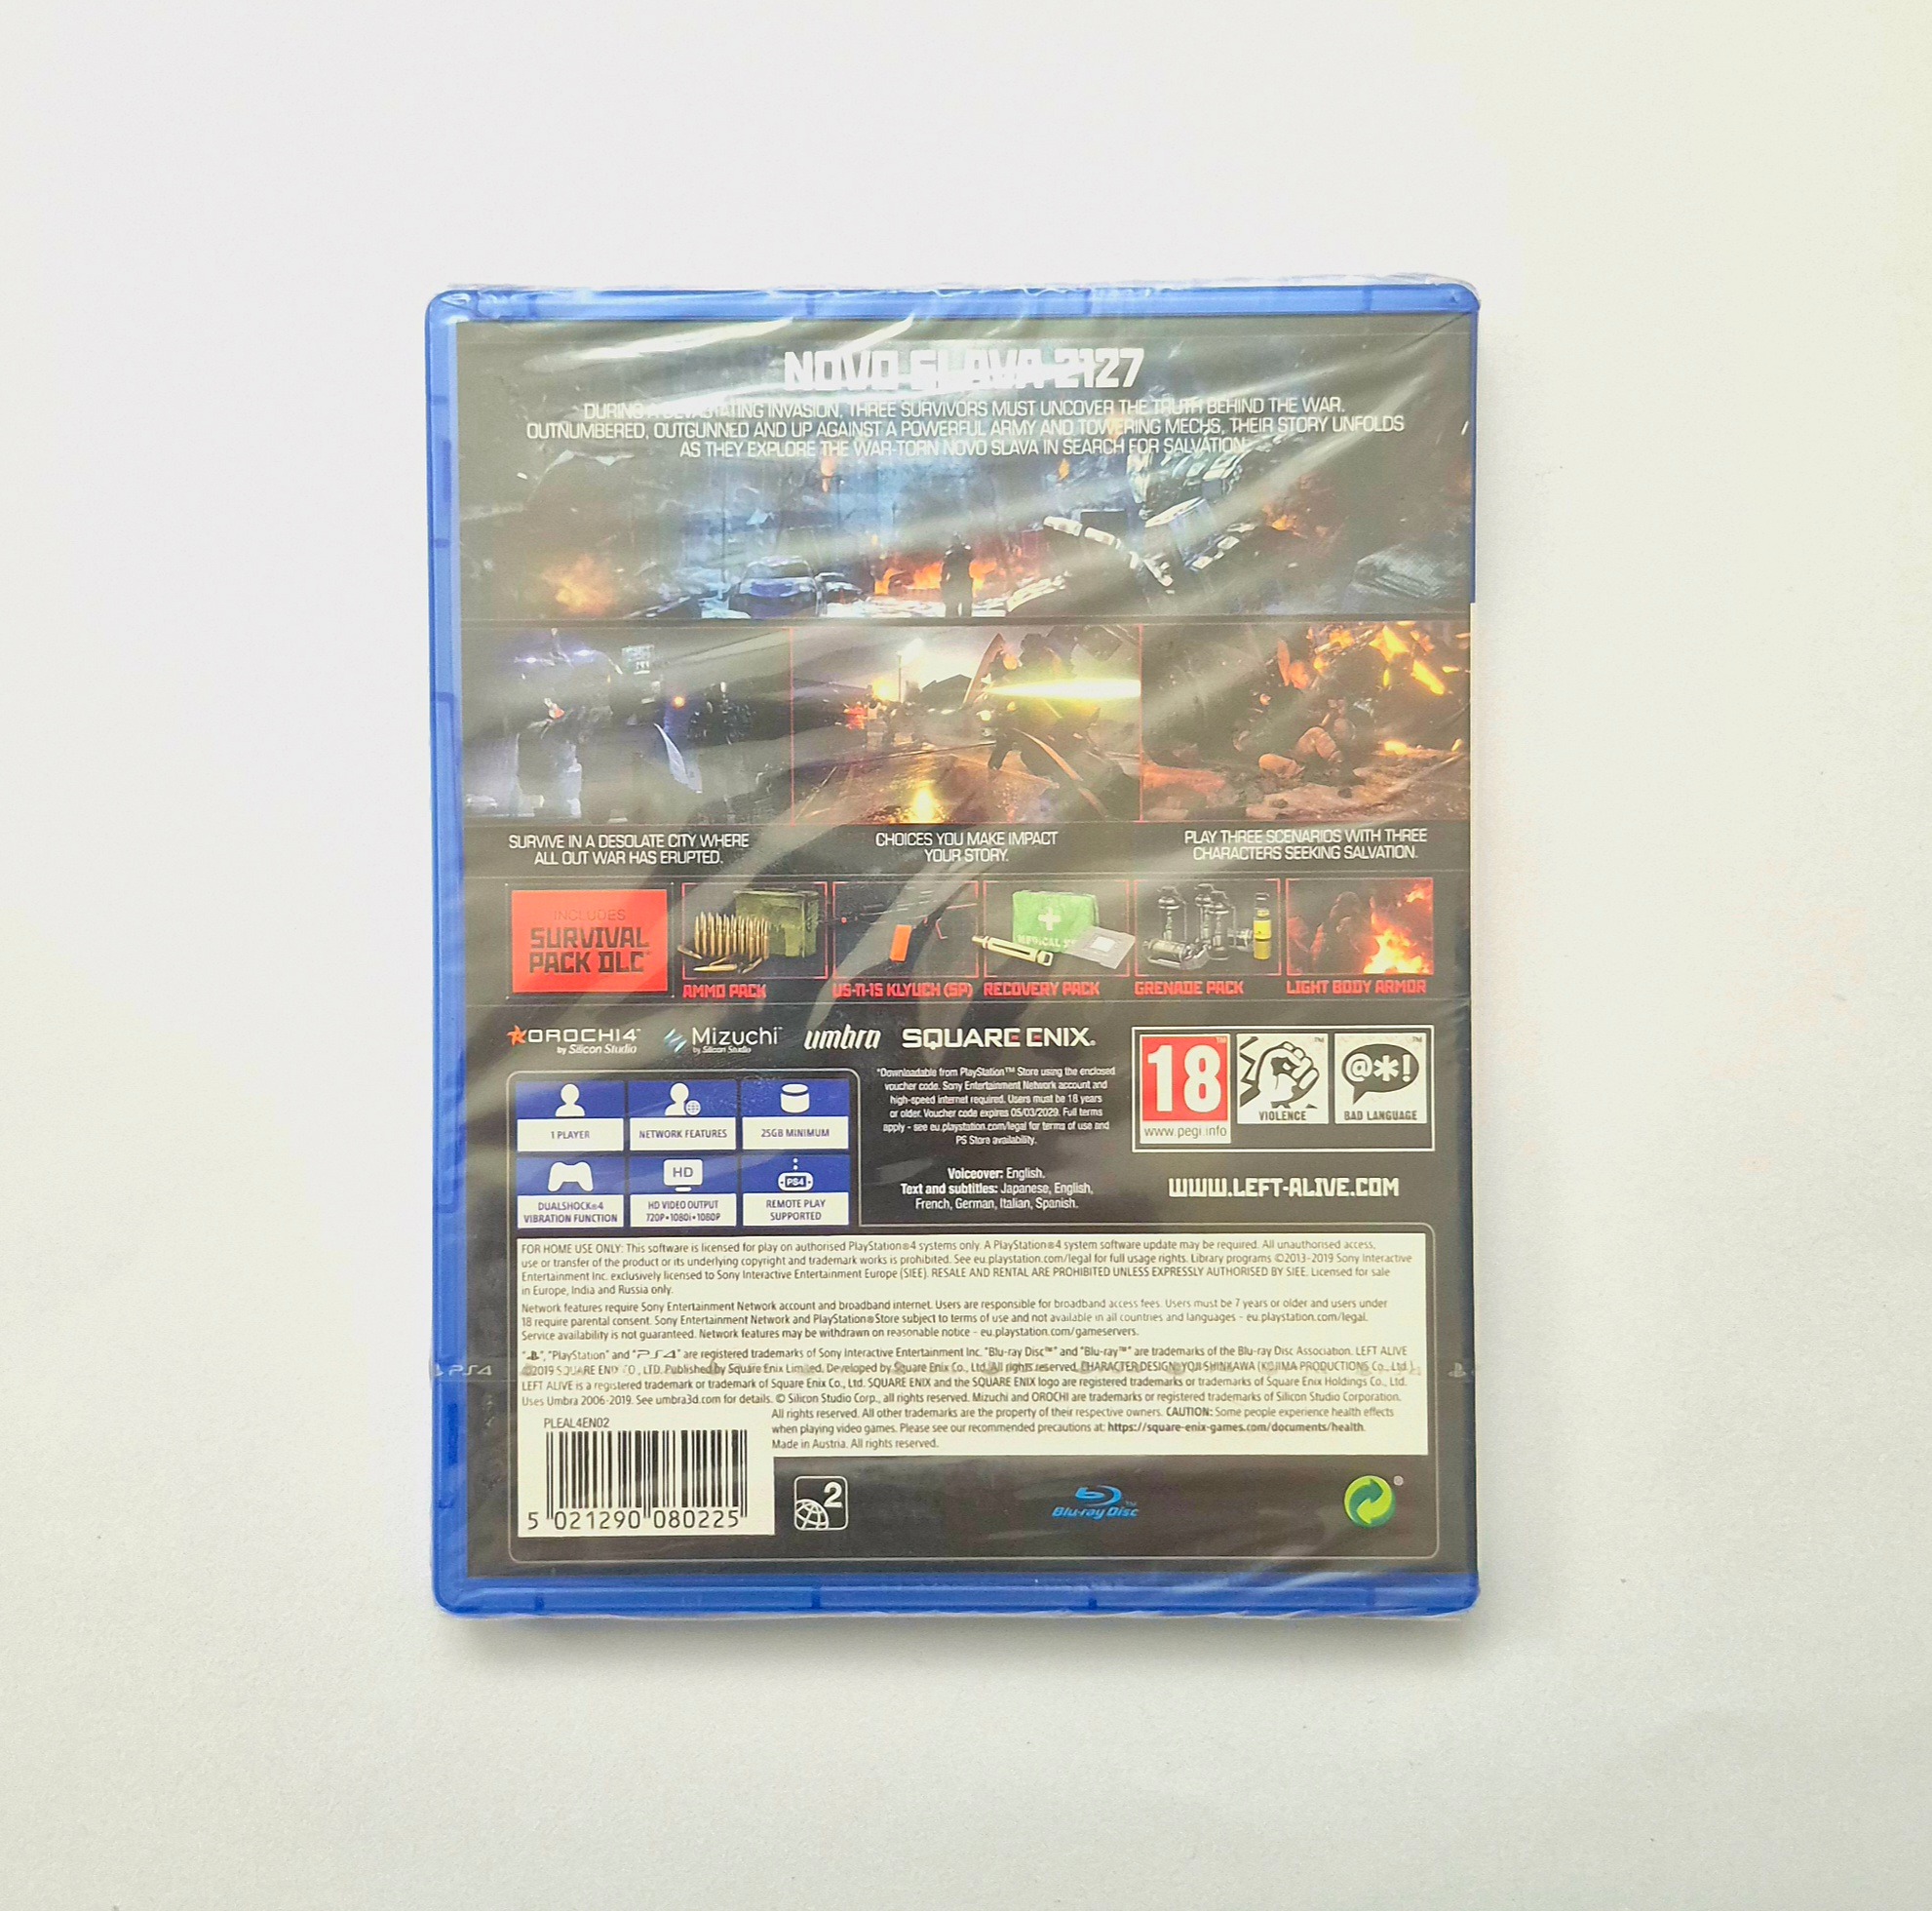 NOVO SLAVA 2127
DURING A DEVASTATING INVASION, THREE SURVIVORS MUST UNCOVER THE TRUTH BEHIND THE WAR.
OUTNUMBERED, OUTGUNNED AND UP AGAINST A POWERFUL ARMY AND TOWERING MECHS, THEIR STORY UNFOLDS
AS THEY EXPLORE THE WAR-TORN NOVO SLAVA IN SEARCH FOR SALVATION.
SURVIVE IN A DESOLATE CITY WHERE
ALL OUT WAR HAS ERUPTED.
CHOICES YOU MAKE IMPACT
YOUR STORY.
PLAY THREE SCENARIOS WITH THREE
CHARACTERS SEEKING SALVATION.
INCLUDES
SURVIVAL
PACK DLC*
AMMO PACK
US-N-15 KLYUCH (SP)
MEDICAL
RECOVERY PACK
GRENADE PACK
LIGHT BODY ARMOR
OROCHI4™
by Silicon Studio
Mizuchi™
by Silicon Studio
umbra
SQUARE ENIX®
18™
www.pegi.info
™
VIOLENCE
@*!
™
BAD LANGUAGE
1 PLAYER
NETWORK FEATURES
25GB MINIMUM
DUALSHOCK®4
VIBRATION FUNCTION
HD
HD VIDEO OUTPUT
720P•1080i•1080P
PS4
REMOTE PLAY
SUPPORTED
*Downloadable from PlayStation™ Store using the enclosed
voucher code. Sony Entertainment Network account and
high-speed internet required. Users must be 18 years
or older. Voucher code expires 05/03/2029. Full terms
apply - see eu.playstation.com/legal for terms of use and
PS Store availability.
Voiceover: English.
Text and subtitles: Japanese, English,
French, German, Italian, Spanish.
WWW.LEFT-ALIVE.COM
FOR HOME USE ONLY: This software is licensed for play on authorised PlayStation®4 systems only. A PlayStation®4 system software update may be required. All unauthorised access,
use or transfer of the product or its underlying copyright and trademark works is prohibited. See eu.playstation.com/legal for full usage rights. Library programs ©2013-2019 Sony Interactive
Entertainment Inc. exclusively licensed to Sony Interactive Entertainment Europe (SIEE). RESALE AND RENTAL ARE PROHIBITED UNLESS EXPRESSLY AUTHORISED BY SIEE. Licensed for sale
in Europe, India and Russia only.
Network features require Sony Entertainment Network account and broadband internet. Users are responsible for broadband access fees. Users must be 7 years or older and users under
18 require parental consent. Sony Entertainment Network and PlayStation®Store subject to terms of use and not available in all countries and languages - eu.playstation.com/legal.
Service availability is not guaranteed. Network features may be withdrawn on reasonable notice - eu.playstation.com/gameservers.
"", "PlayStation" and "PS4" are registered trademarks of Sony Interactive Entertainment Inc. "Blu-ray Disc™" and "Blu-ray™" are trademarks of the Blu-ray Disc Association. LEFT ALIVE
PS4
©2019 SQUARE ENIX CO., LTD. Published by Square Enix Limited. Developed by Square Enix Co., Ltd. All rights reserved. CHARACTER DESIGN: YOJI SHINKAWA (KOJIMA PRODUCTIONS Co., Ltd.).
LEFT ALIVE is a registered trademark or trademark of Square Enix Co., Ltd. SQUARE ENIX and the SQUARE ENIX logo are registered trademarks or trademarks of Square Enix Holdings Co., Ltd.
Uses Umbra 2006-2019. See umbra3d.com for details. © Silicon Studio Corp., all rights reserved. Mizuchi and OROCHI are trademarks or registered trademarks of Silicon Studio Corporation.
All rights reserved. All other trademarks are the property of their respective owners. CAUTION: Some people experience health effects
when playing video games. Please see our recommended precautions at: https://square-enix-games.com/documents/health.
Made in Austria. All rights reserved.
PLEAL4EN02
5 021290 080225
2
Blu-ray Disc™
®